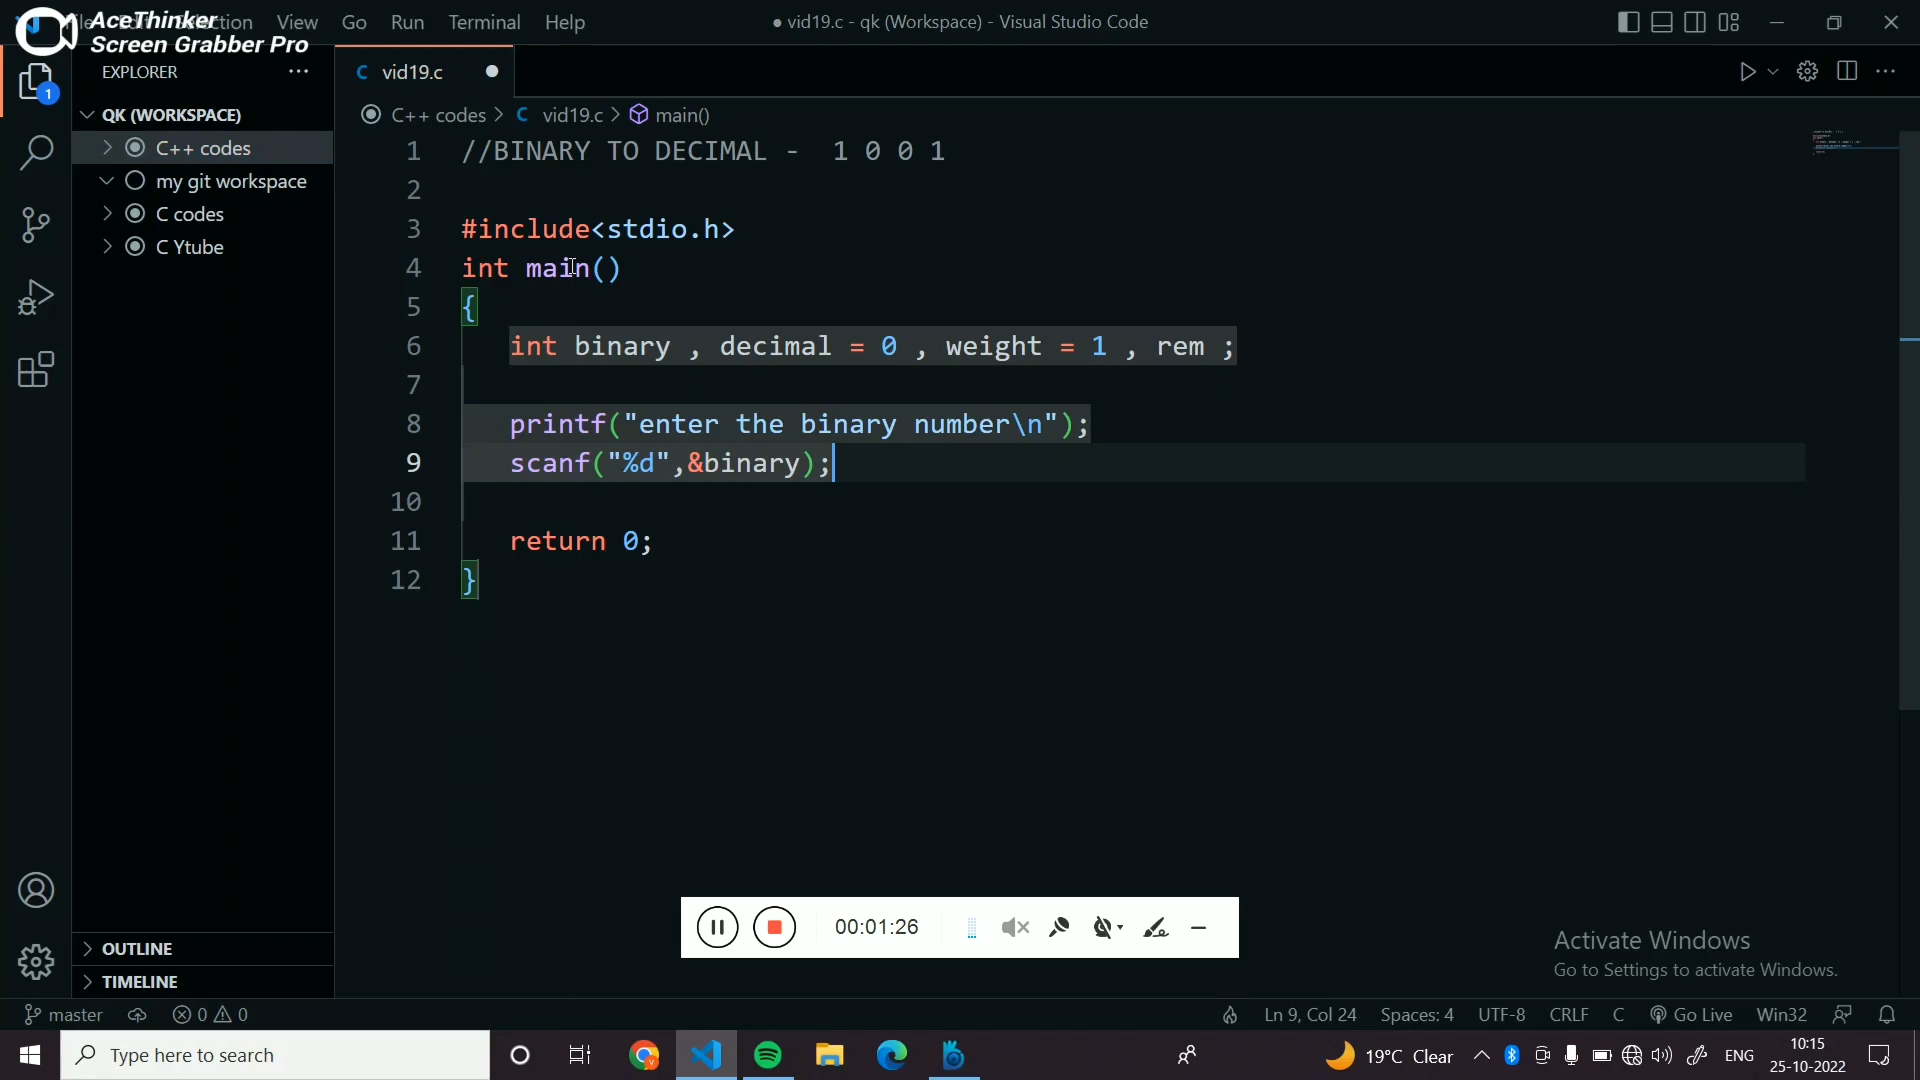 AceThinker
Screen Grabber Pro
View Go Run Terminal Help
● vid19.c - qk (Workspace) - Visual Studio Code
EXPLORER
C vid19.c
1
QK (WORKSPACE)
C++ codes
my git workspace
C codes
C Ytube
C++ codes > C vid19.c > main()
1 //BINARY TO DECIMAL - 1 0 0 1
2
3 #include<stdio.h>
4 int main()
5 {
6 int binary , decimal = 0 , weight = 1 , rem ;
7
8 printf("enter the binary number\n");
9 scanf("%d",&binary);
10
11 return 0;
12 }
00:01:26
Activate Windows
Go to Settings to activate Windows.
OUTLINE
TIMELINE
master 0 0 Ln 9, Col 24 Spaces: 4 UTF-8 CRLF C Go Live Win32
Type here to search
19°C Clear
ENG
10:15
25-10-2022